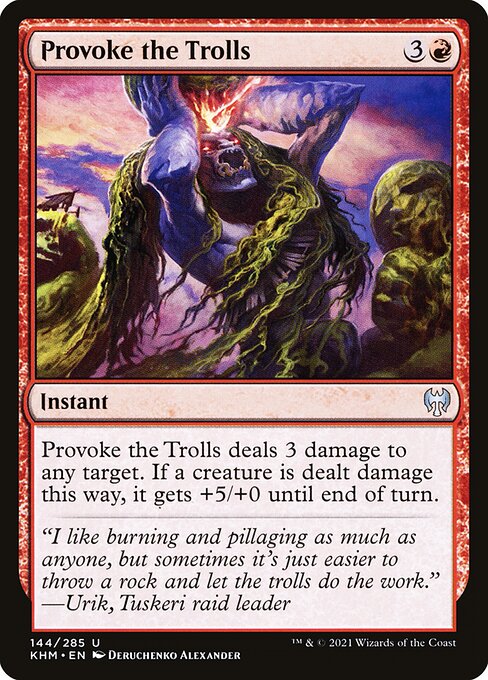 Provoke the Trolls 3
Instant
Provoke the Trolls deals 3 damage to
any target. If a creature is dealt damage
this way, it gets +5/+0 until end of turn.
“I like burning and pillaging as much as
anyone, but sometimes it’s just easier to
throw a rock and let the trolls do the work.”
—Urik, Tuskeri raid leader
144/285 U
KHM • EN Deruchenko Alexander
™ & © 2021 Wizards of the Coast